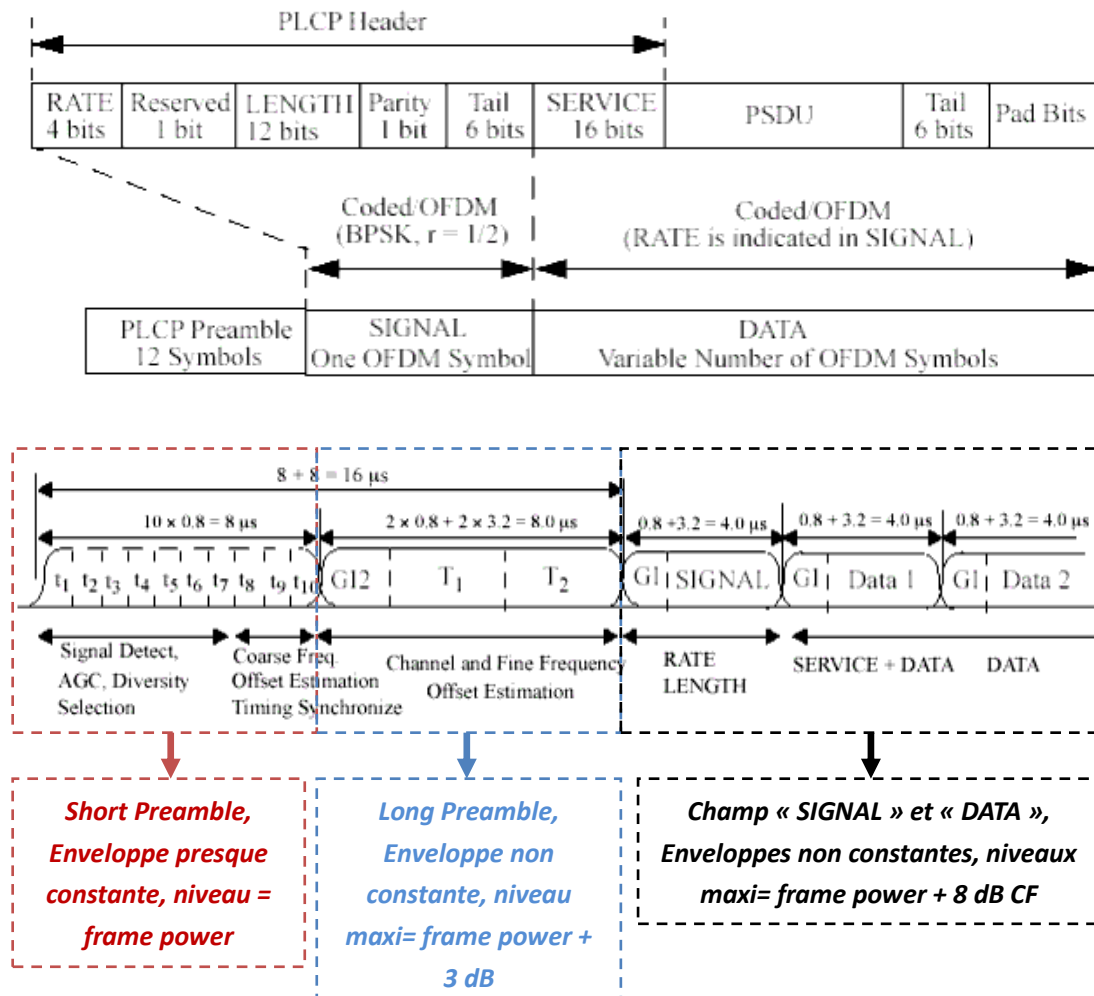 PLCP Header
RATE Reserved LENGTH Parity Tail SERVICE PSDU Tail Pad Bits
4 bits 1 bit 12 bits 1 bit 6 bits 16 bits 6 bits
Coded/OFDM Coded/OFDM
(BPSK, r = 1/2) (RATE is indicated in SIGNAL)
PLCP Preamble SIGNAL DATA
12 Symbols One OFDM Symbol Variable Number of OFDM Symbols
8 + 8 = 16 μs
10 × 0.8 = 8 μs 2 × 0.8 + 2 × 3.2 = 8.0 μs 0.8 +3.2 = 4.0 μs 0.8 + 3.2 = 4.0 μs 0.8 + 3.2 = 4.0 μs
t1 t2 t3 t4 t5 t6 t7 t8 t9 t10 GI2 T1 T2 GI SIGNAL GI Data 1 GI Data 2
Signal Detect,
AGC, Diversity
Selection
Coarse Freq.
Offset Estimation
Timing Synchronize
Channel and Fine Frequency
Offset Estimation
RATE
LENGTH
SERVICE + DATA DATA
Short Preamble,
Enveloppe presque
constante, niveau =
frame power
Long Preamble,
Enveloppe non
constante, niveau
maxi= frame power +
3 dB
Champ « SIGNAL » et « DATA »,
Enveloppes non constantes, niveaux
maxi= frame power + 8 dB CF